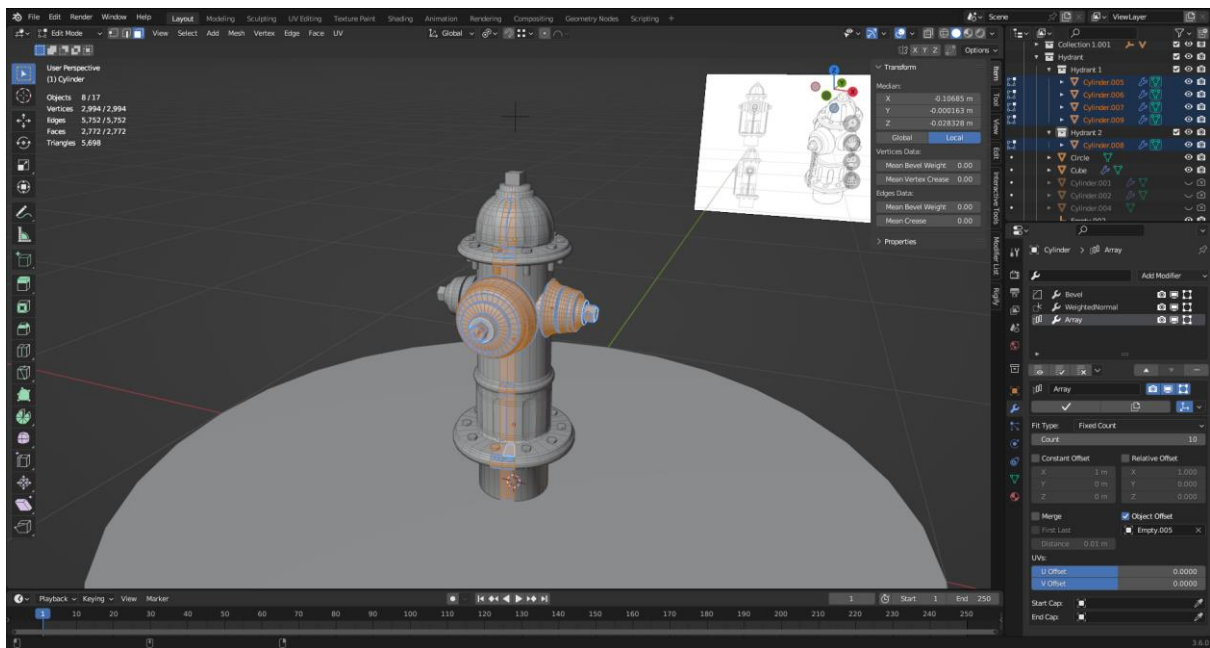 File Edit Render Window Help Layout Modeling Sculpting UV Editing Texture Paint Shading Animation Rendering Compositing Geometry Nodes Scripting + Scene ViewLayer
Edit Mode View Select Add Mesh Vertex Edge Face UV Global
X Y Z Options
User Perspective
(1) Cylinder
Objects 8/17
Vertices 2,994/2,994
Edges 5,752/5,752
Faces 2,772/2,772
Triangles 5,698
Transform
Median:
X -0.10685 m
Y -0.000163 m
Z -0.028328 m
Global Local
Vertices Data:
Mean Bevel Weight 0.00
Mean Vertex Crease 0.00
Edges Data:
Mean Bevel Weight 0.00
Mean Crease 0.00
Properties
Item
Tool
View
Edit
Interactive Tools
Modifier List
Rigify
Collection 1.001
Hydrant
Hydrant 1
Cylinder.005
Cylinder.006
Cylinder.007
Cylinder.009
Hydrant 2
Cylinder.008
Circle
Cube
Cylinder.001
Cylinder.002
Cylinder.004
Cylinder > Array
Add Modifier
Bevel
WeightedNormal
Array
Array
Fit Type: Fixed Count
Count 10
Constant Offset Relative Offset
X 1 m X 1.000
Y 0 m Y 0.000
Z 0 m Z 0.000
Merge Object Offset
First Last Empty.005
Distance 0.01 m
UVs:
U Offset 0.0000
V Offset 0.0000
Start Cap:
End Cap:
Playback Keying View Marker 1 Start 1 End 250
1 10 20 30 40 50 60 70 80 90 100 110 120 130 140 150 160 170 180 190 200 210 220 230 240 250
3.6.0